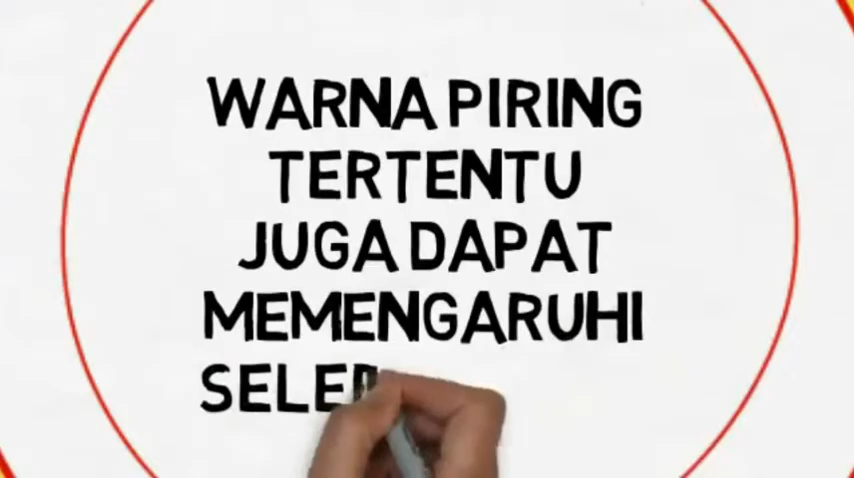 WARNA PIRING
TERTENTU
JUGA DAPAT
MEMENGARUHI